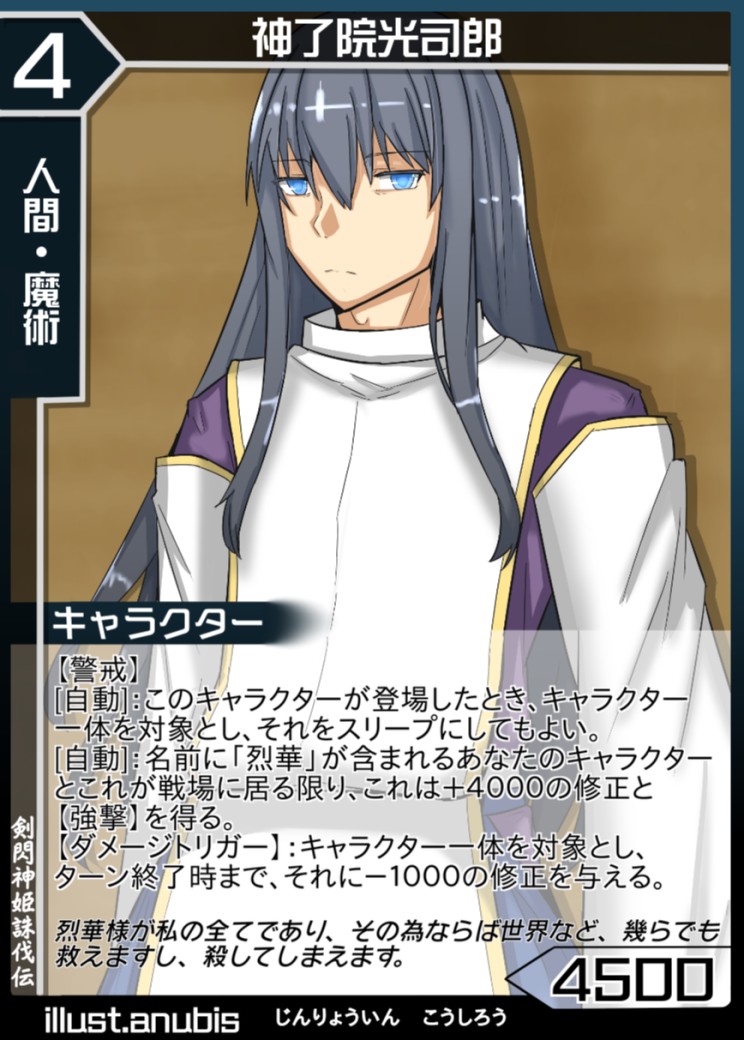 4
神了院光司郎
人間・魔術
キャラクター
【警戒】
[自動]:このキャラクターが登場したとき、キャラクター
一体を対象とし、それをスリープにしてもよい。
[自動]:名前に「烈華」が含まれるあなたのキャラクター
とこれが戦場に居る限り、これは+4000の修正と
【強撃】を得る。
【ダメージトリガー】:キャラクター一体を対象とし、
ターン終了時まで、それに−1000の修正を与える。
烈華様が私の全てであり、その為ならば世界など、幾らでも
救えますし、殺してしまえます。
剣閃神姫誅伐伝
4500
illust.anubis
じんりょういん こうしろう